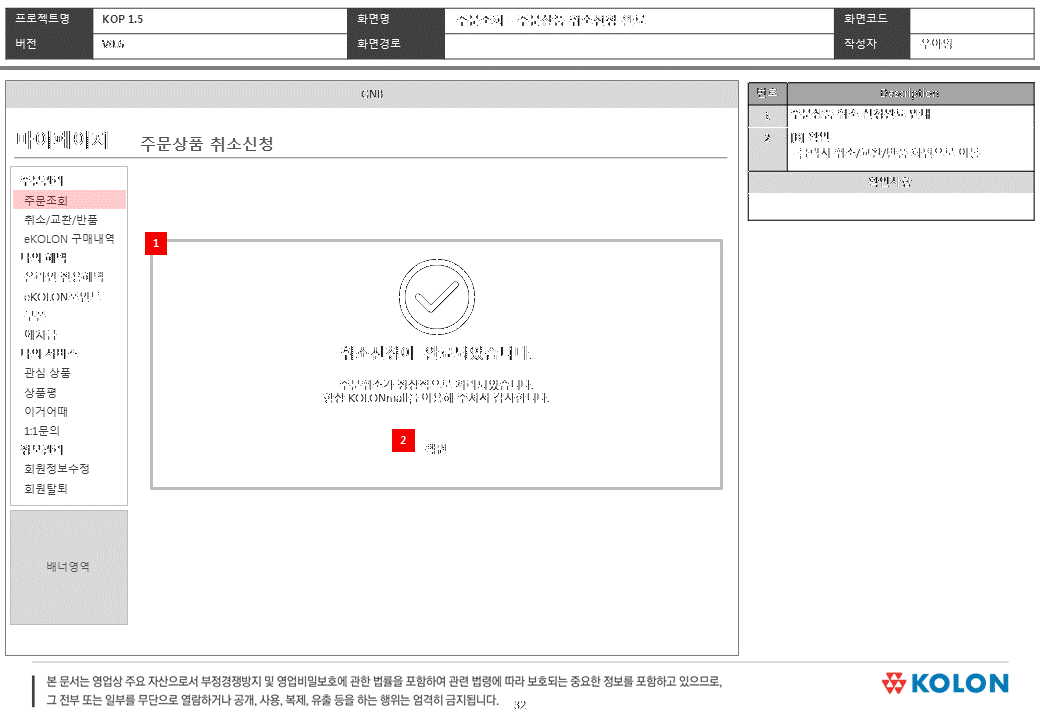 프로젝트명 KOP 1.5 화면명 주문조회 – 주문상품 취소신청 완료 화면코드
버전 V0.5 화면경로 작성자
GNB
마이페이지
주문상품 취소신청
주문관리
주문조회
취소/교환/반품
eKOLON 구매내역
나의 혜택
온라인 전용혜택
eKOLON포인트
쿠폰
예치금
나의 서비스
관심 상품
상품평
이거어때
1:1문의
정보관리
회원정보수정
회원탈퇴
배너영역
1
취소신청이 완료되었습니다.
주문취소가 정상적으로 처리되었습니다.
항상 KOLONmall을 이용해 주셔서 감사합니다.
2 확인
번호 Description
1 주문상품 취소 신청완료 안내
2 [B] 확인
클릭시 취소/교환/반품 화면으로 이동
확인사항
본 문서는 영업상 주요 자산으로서 부정경쟁방지 및 영업비밀보호에 관한 법률을 포함하여 관련 법령에 따라 보호되는 중요한 정보를 포함하고 있으므로,
그 전부 또는 일부를 무단으로 열람하거나 공개, 사용, 복제, 유출 등을 하는 행위는 엄격히 금지됩니다.
32
KOLON